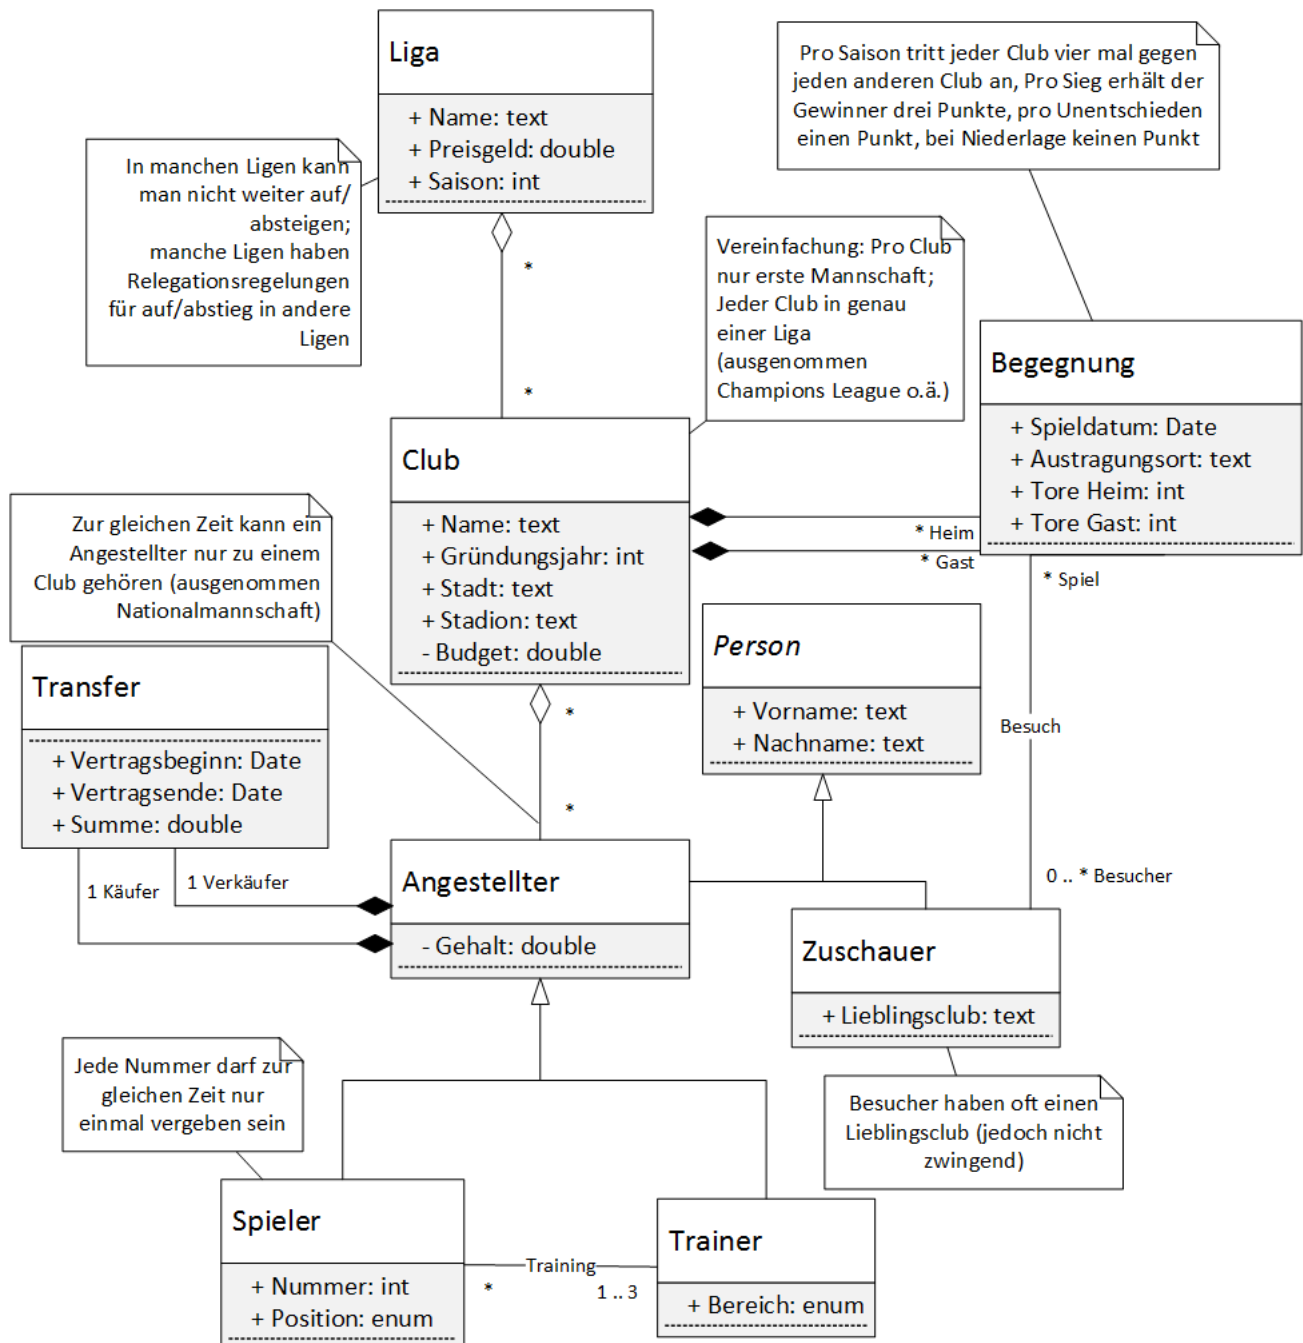 Liga
+ Name: text
+ Preisgeld: double
+ Saison: int
Pro Saison tritt jeder Club vier mal gegen
jeden anderen Club an, Pro Sieg erhält der
Gewinner drei Punkte, pro Unentschieden
einen Punkt, bei Niederlage keinen Punkt
In manchen Ligen kann
man nicht weiter auf/
absteigen;
manche Ligen haben
Relegationsregelungen
für auf/abstieg in andere
Ligen
*
*
Vereinfachung: Pro Club
nur erste Mannschaft;
Jeder Club in genau
einer Liga
(ausgenommen
Champions League o.ä.)
Begegnung
+ Spieldatum: Date
+ Austragungsort: text
+ Tore Heim: int
+ Tore Gast: int
Club
+ Name: text
+ Gründungsjahr: int
+ Stadt: text
+ Stadion: text
- Budget: double
* Heim
* Gast
* Spiel
Zur gleichen Zeit kann ein
Angestellter nur zu einem
Club gehören (ausgenommen
Nationalmannschaft)
Person
+ Vorname: text
+ Nachname: text
Transfer
+ Vertragsbeginn: Date
+ Vertragsende: Date
+ Summe: double
*
*
Besuch
1 Käufer
1 Verkäufer
Angestellter
- Gehalt: double
0 .. * Besucher
Zuschauer
+ Lieblingsclub: text
Jede Nummer darf zur
gleichen Zeit nur
einmal vergeben sein
Besucher haben oft einen
Lieblingsclub (jedoch nicht
zwingend)
Spieler
+ Nummer: int
+ Position: enum
Training
*
1 .. 3
Trainer
+ Bereich: enum